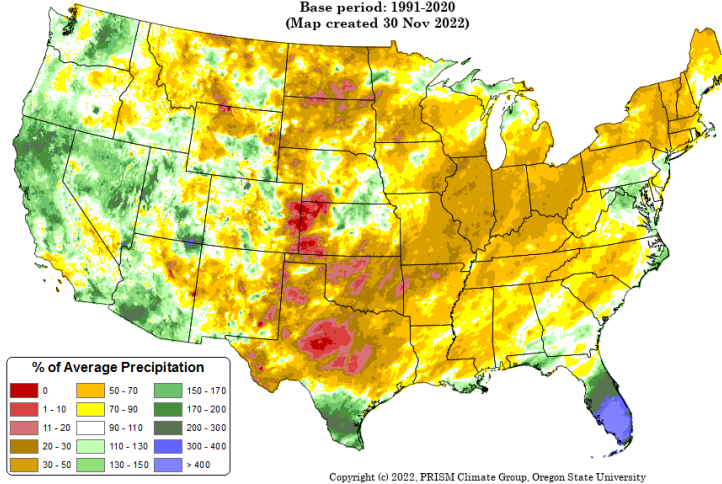 Base period: 1991-2020
(Map created 30 Nov 2022)
% of Average Precipitation
0
50 - 70
150 - 170
1 - 10
70 - 90
170 - 200
11 - 20
90 - 110
200 - 300
20 - 30
110 - 130
300 - 400
30 - 50
130 - 150
> 400
Copyright (c) 2022, PRISM Climate Group, Oregon State University